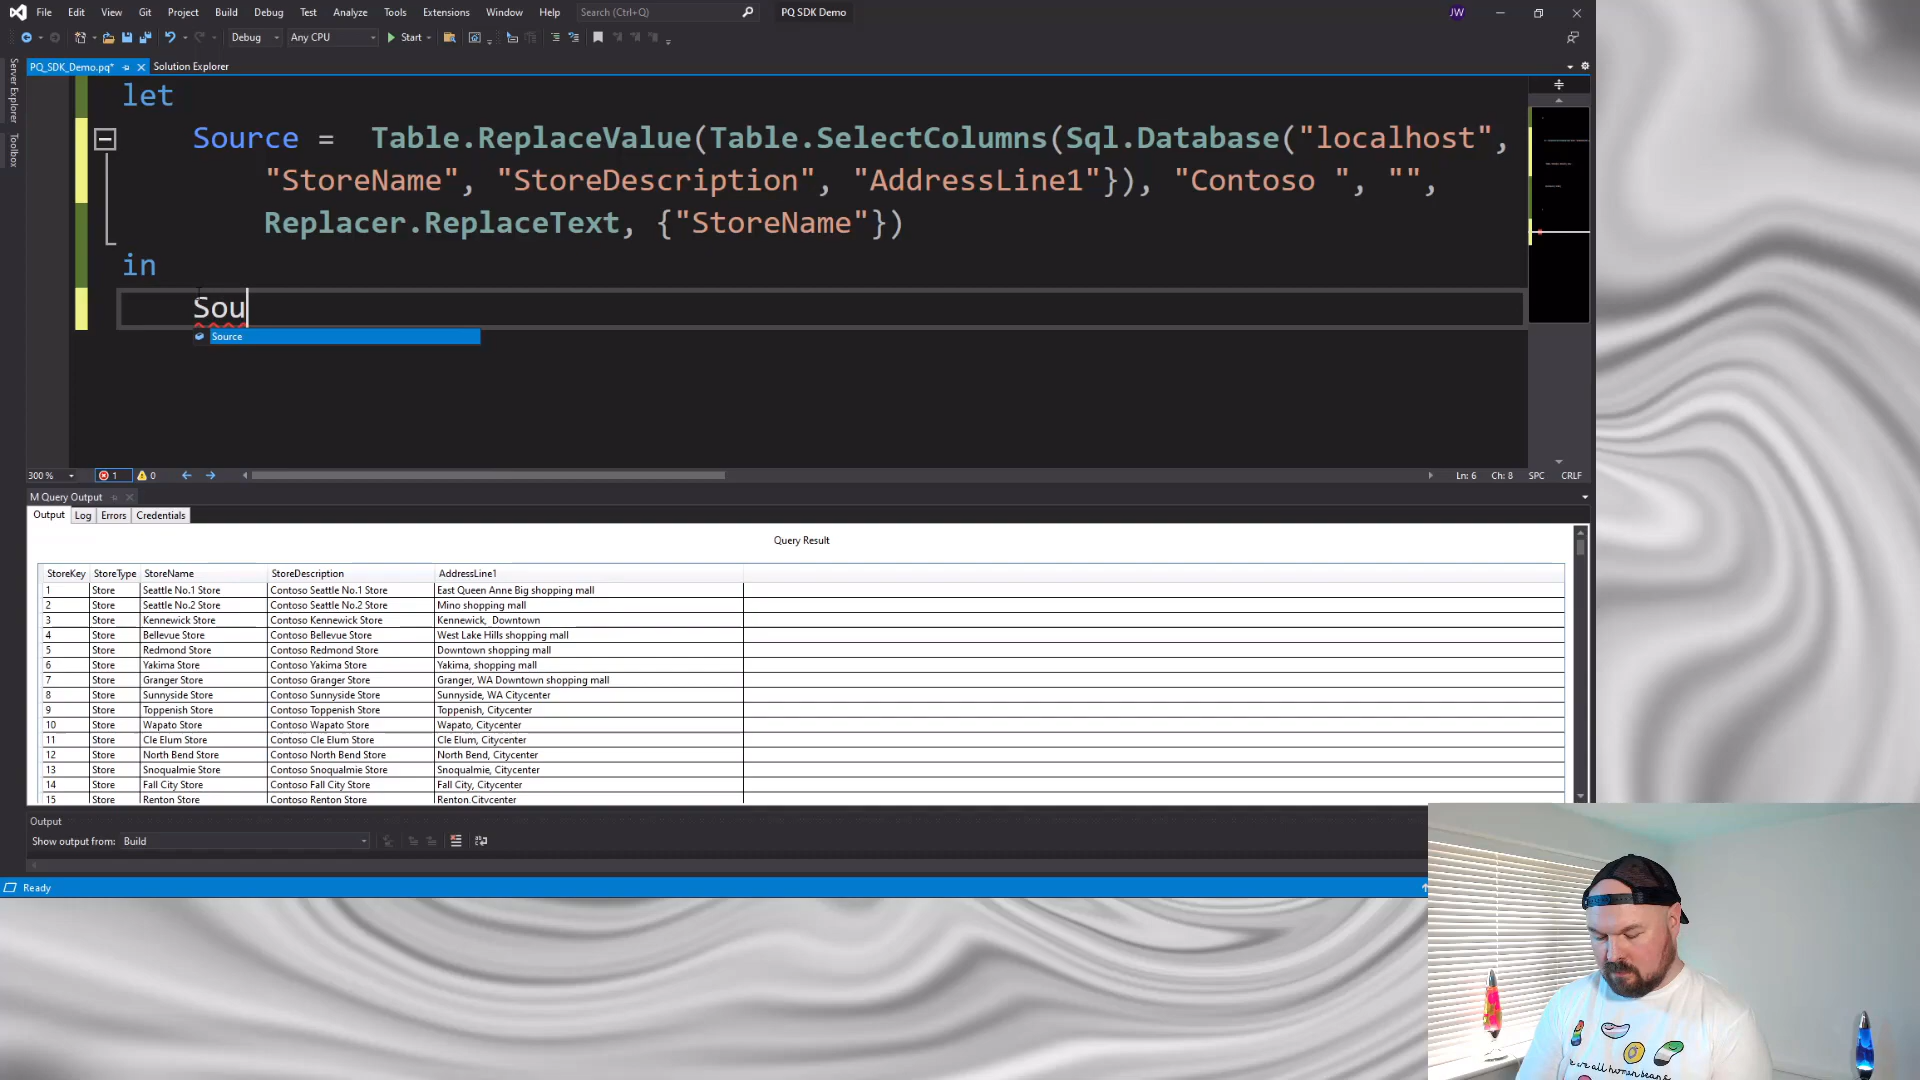 File Edit View Git Project Build Debug Test Analyze Tools Extensions Window Help Search (Ctrl+Q) PQ SDK Demo JW
Debug Any CPU Start
PQ_SDK_Demo.pq* Solution Explorer
Server Explorer
Toolbox
let
Source = Table.ReplaceValue(Table.SelectColumns(Sql.Database("localhost",
"StoreName", "StoreDescription", "AddressLine1"}), "Contoso ", "",
Replacer.ReplaceText, {"StoreName"})
in
Sou
Source
300 % 1 0 Ln: 6 Ch: 8 SPC CRLF
M Query Output
Output Log Errors Credentials
Query Result
StoreKey StoreType StoreName StoreDescription AddressLine1
1 Store Seattle No.1 Store Contoso Seattle No.1 Store East Queen Anne Big shopping mall
2 Store Seattle No.2 Store Contoso Seattle No.2 Store Mino shopping mall
3 Store Kennewick Store Contoso Kennewick Store Kennewick, Downtown
4 Store Bellevue Store Contoso Bellevue Store West Lake Hills shopping mall
5 Store Redmond Store Contoso Redmond Store Downtown shopping mall
6 Store Yakima Store Contoso Yakima Store Yakima, shopping mall
7 Store Granger Store Contoso Granger Store Granger, WA Downtown shopping mall
8 Store Sunnyside Store Contoso Sunnyside Store Sunnyside, WA Citycenter
9 Store Toppenish Store Contoso Toppenish Store Toppenish, Citycenter
10 Store Wapato Store Contoso Wapato Store Wapato, Citycenter
11 Store Cle Elum Store Contoso Cle Elum Store Cle Elum, Citycenter
12 Store North Bend Store Contoso North Bend Store North Bend, Citycenter
13 Store Snoqualmie Store Contoso Snoqualmie Store Snoqualmie, Citycenter
14 Store Fall City Store Contoso Fall City Store Fall City, Citycenter
15 Store Renton Store Contoso Renton Store Renton.Citycenter
Output
Show output from: Build
Ready
we all human beans